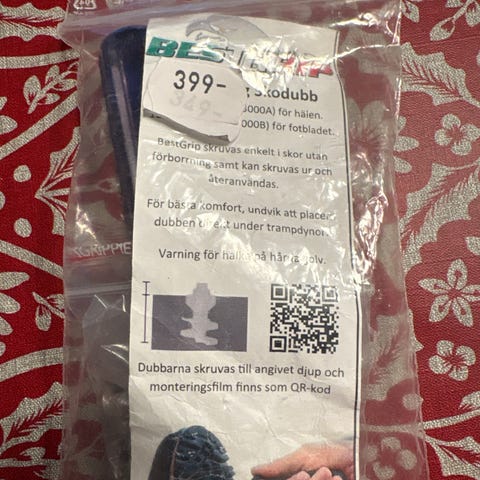 BESTGRIP
399-
349-
skodubb
000A) för hälen.
000B) för fotbladet.
BestGrip skruvas enkelt i skor utan
förborrning samt kan skruvas ur och
återanvändas.
För bästa komfort, undvik att placera
dubben direkt under trampdynor.
Varning för halka på hårda golv.
Dubbarna skruvas till angivet djup och
monteringsfilm finns som QR-kod